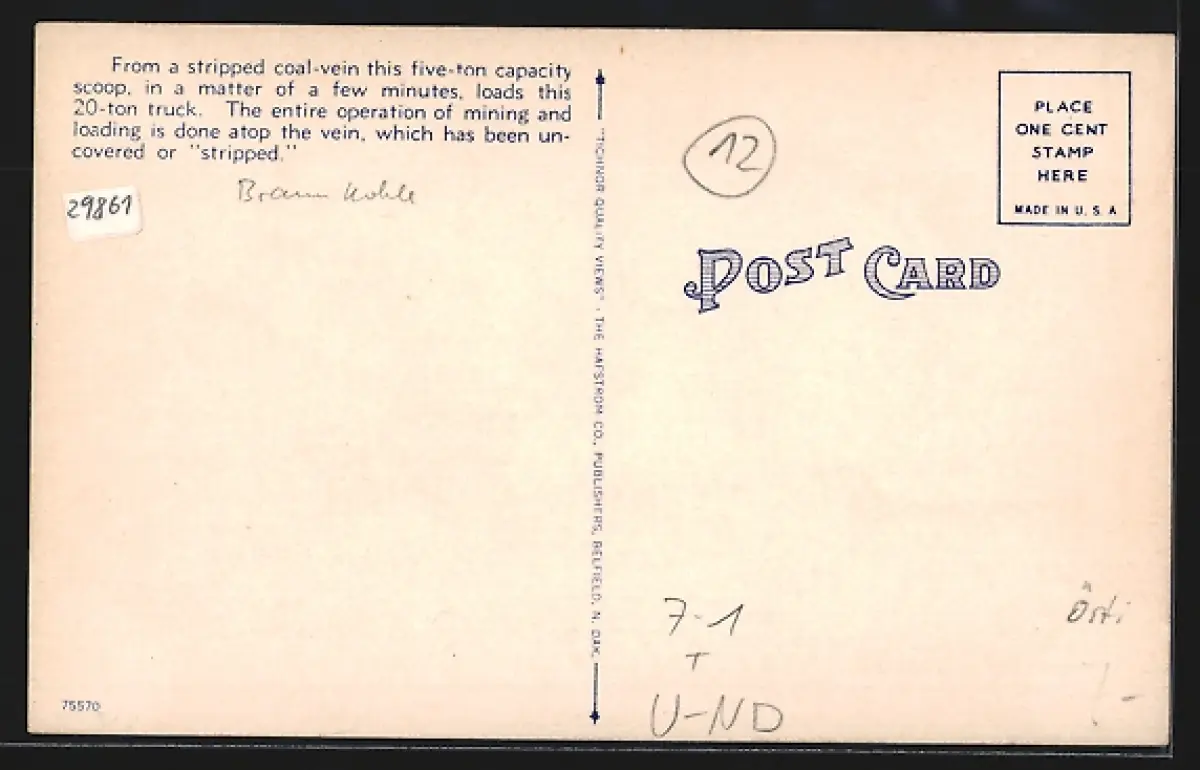 From a stripped coal-vein this five-ton capacity
scoop, in a matter of a few minutes, loads this
20-ton truck. The entire operation of mining and
loading is done atop the vein, which has been un-
covered or "stripped."
29861
Braun Kohle
75570
"TICHNOR QUALITY VIEWS", THE HAFSTROM CO., PUBLISHERS, BELFIELD, N. DAK.
12
PLACE
ONE CENT
STAMP
HERE
MADE IN U. S. A
POST CARD
7-1
T
U-ND